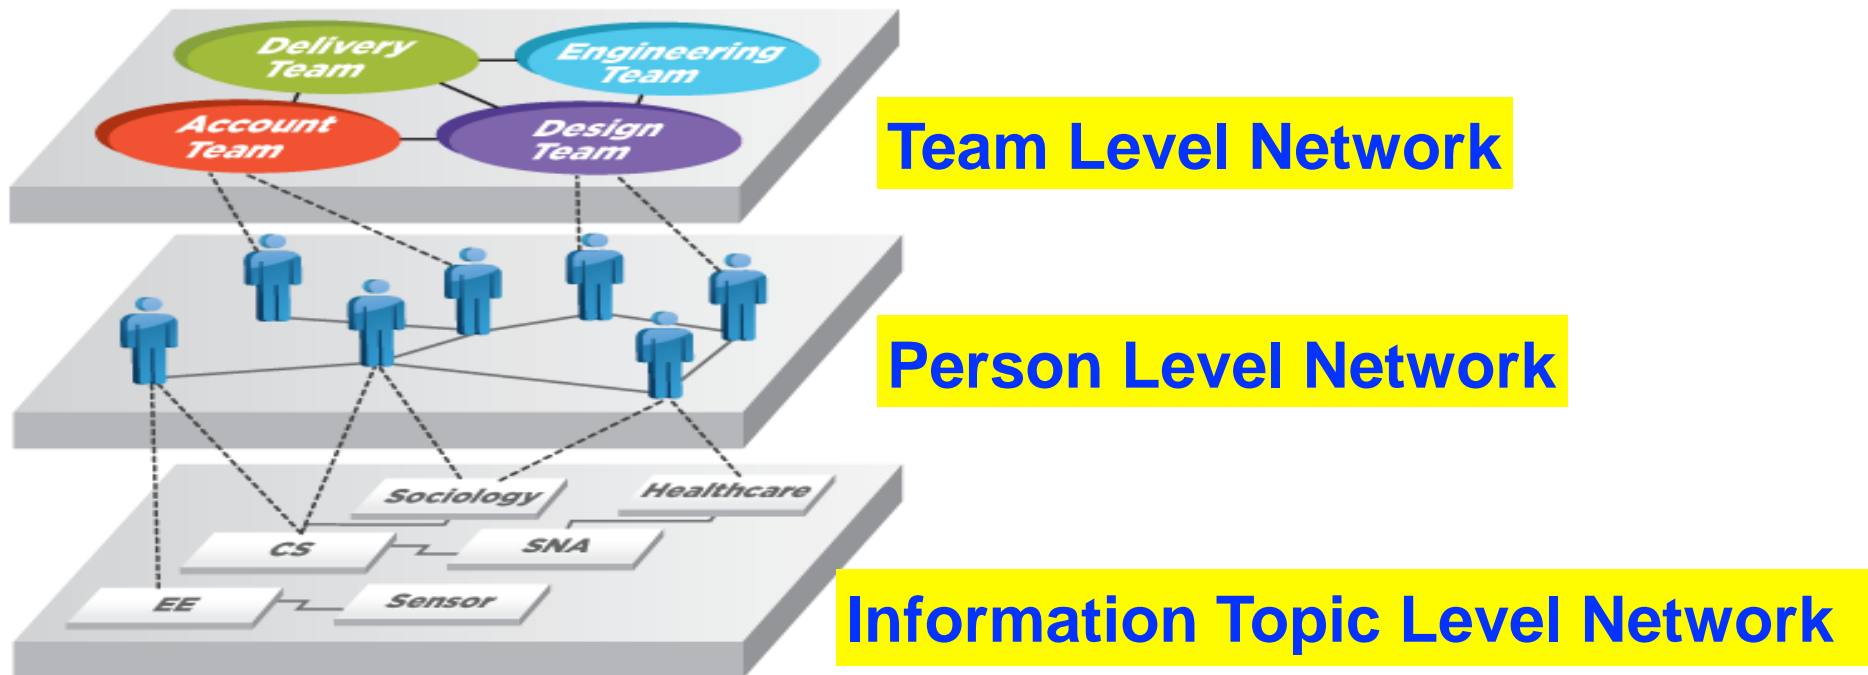 Delivery
Team
Engineering
Team
Account
Team
Design
Team
Team Level Network
Person Level Network
Sociology
Healthcare
CS
SNA
EE
Sensor
Information Topic Level Network